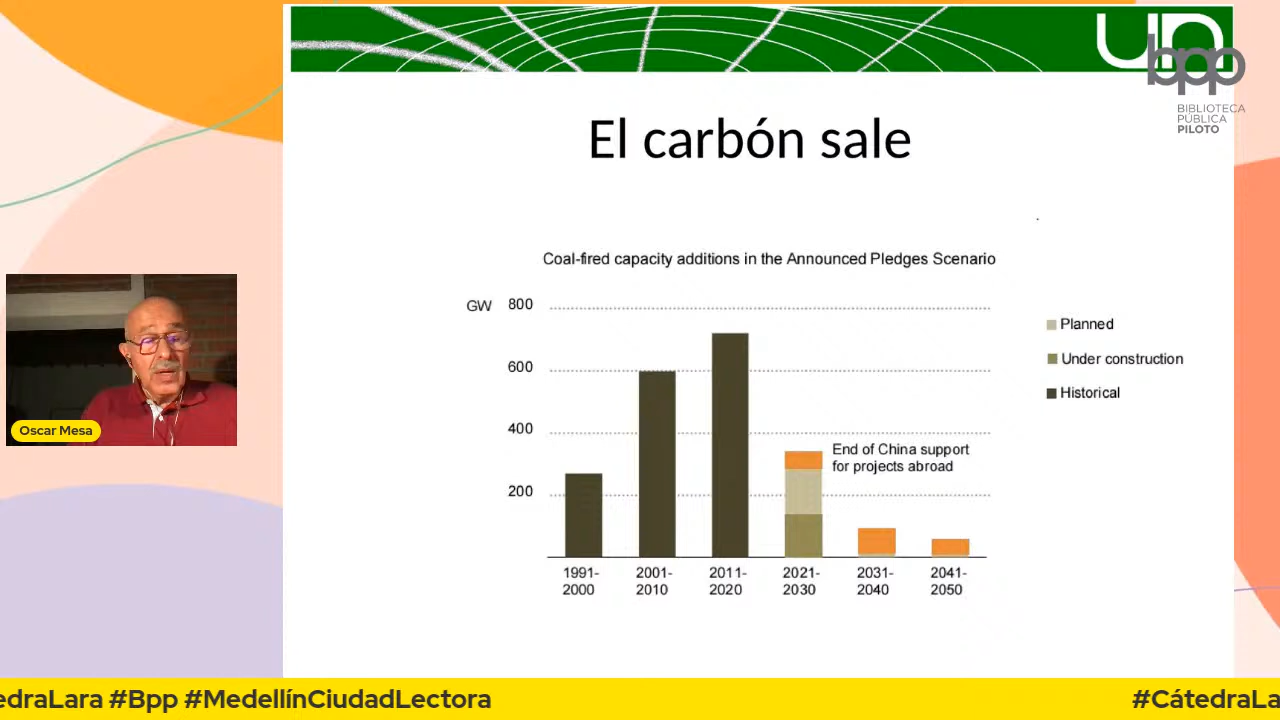 un
bpp
BIBLIOTECA
PÚBLICA
PILOTO
El carbón sale
Coal-fired capacity additions in the Announced Pledges Scenario
GW
800
600
400
200
End of China support
for projects abroad
Planned
Under construction
Historical
1991-
2000
2001-
2010
2011-
2020
2021-
2030
2031-
2040
2041-
2050
Oscar Mesa
edraLara #Bpp #MedellínCiudadLectora
#CátedraLa